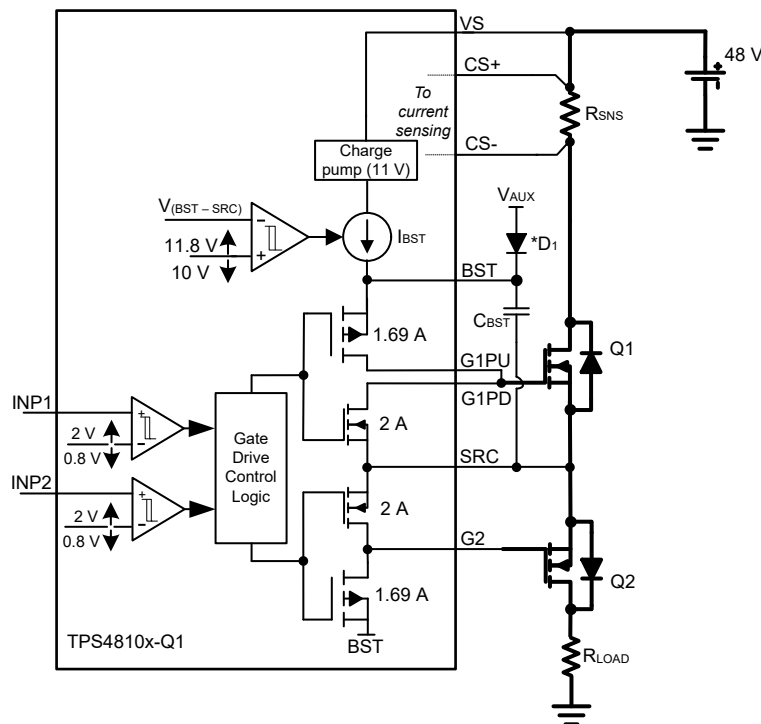 VS
CS+
48 V
To
current
sensing
RSNS
CS-
Charge
pump (11 V)
VAUX
V(BST – SRC)
*D1
11.8 V
IBST
10 V
BST
CBST
1.69 A
Q1
G1PU
G1PD
INP1
2 V
0.8 V
Gate
Drive
Control
Logic
2 A
SRC
INP2
2 V
0.8 V
2 A
G2
Q2
1.69 A
TPS4810x-Q1
BST
RLOAD